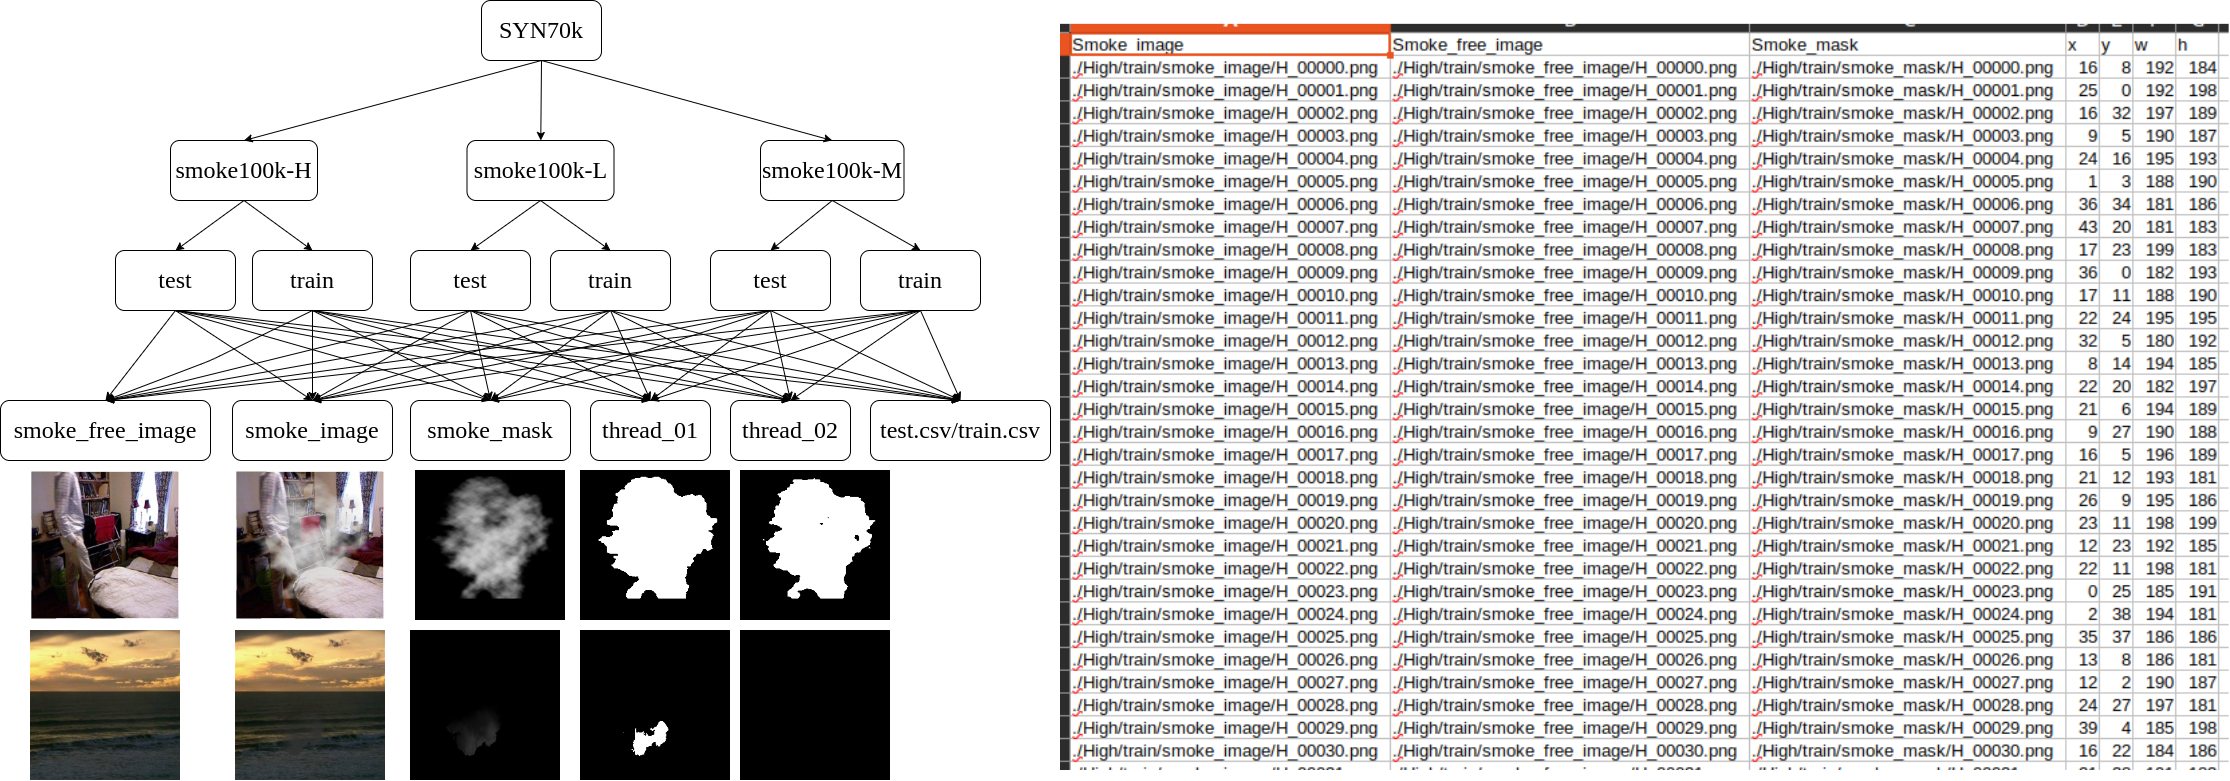 SYN70k
smoke100k-H
smoke100k-L
smoke100k-M
test
train
test
train
test
train
smoke_free_image
smoke_image
smoke_mask
thread_01
thread_02
test.csv/train.csv
Smoke_image Smoke_free_image Smoke_mask x y w h
./High/train/smoke_image/H_00000.png ./High/train/smoke_free_image/H_00000.png ./High/train/smoke_mask/H_00000.png 16 8 192 184
./High/train/smoke_image/H_00001.png ./High/train/smoke_free_image/H_00001.png ./High/train/smoke_mask/H_00001.png 25 0 192 198
./High/train/smoke_image/H_00002.png ./High/train/smoke_free_image/H_00002.png ./High/train/smoke_mask/H_00002.png 16 32 197 189
./High/train/smoke_image/H_00003.png ./High/train/smoke_free_image/H_00003.png ./High/train/smoke_mask/H_00003.png 9 5 190 187
./High/train/smoke_image/H_00004.png ./High/train/smoke_free_image/H_00004.png ./High/train/smoke_mask/H_00004.png 24 16 195 193
./High/train/smoke_image/H_00005.png ./High/train/smoke_free_image/H_00005.png ./High/train/smoke_mask/H_00005.png 1 3 188 190
./High/train/smoke_image/H_00006.png ./High/train/smoke_free_image/H_00006.png ./High/train/smoke_mask/H_00006.png 36 34 181 186
./High/train/smoke_image/H_00007.png ./High/train/smoke_free_image/H_00007.png ./High/train/smoke_mask/H_00007.png 43 20 181 183
./High/train/smoke_image/H_00008.png ./High/train/smoke_free_image/H_00008.png ./High/train/smoke_mask/H_00008.png 17 23 199 183
./High/train/smoke_image/H_00009.png ./High/train/smoke_free_image/H_00009.png ./High/train/smoke_mask/H_00009.png 36 0 182 193
./High/train/smoke_image/H_00010.png ./High/train/smoke_free_image/H_00010.png ./High/train/smoke_mask/H_00010.png 17 11 188 190
./High/train/smoke_image/H_00011.png ./High/train/smoke_free_image/H_00011.png ./High/train/smoke_mask/H_00011.png 22 24 195 195
./High/train/smoke_image/H_00012.png ./High/train/smoke_free_image/H_00012.png ./High/train/smoke_mask/H_00012.png 32 5 180 192
./High/train/smoke_image/H_00013.png ./High/train/smoke_free_image/H_00013.png ./High/train/smoke_mask/H_00013.png 8 14 194 185
./High/train/smoke_image/H_00014.png ./High/train/smoke_free_image/H_00014.png ./High/train/smoke_mask/H_00014.png 22 20 182 197
./High/train/smoke_image/H_00015.png ./High/train/smoke_free_image/H_00015.png ./High/train/smoke_mask/H_00015.png 21 6 194 189
./High/train/smoke_image/H_00016.png ./High/train/smoke_free_image/H_00016.png ./High/train/smoke_mask/H_00016.png 9 27 190 188
./High/train/smoke_image/H_00017.png ./High/train/smoke_free_image/H_00017.png ./High/train/smoke_mask/H_00017.png 16 5 196 189
./High/train/smoke_image/H_00018.png ./High/train/smoke_free_image/H_00018.png ./High/train/smoke_mask/H_00018.png 21 12 193 181
./High/train/smoke_image/H_00019.png ./High/train/smoke_free_image/H_00019.png ./High/train/smoke_mask/H_00019.png 26 9 195 186
./High/train/smoke_image/H_00020.png ./High/train/smoke_free_image/H_00020.png ./High/train/smoke_mask/H_00020.png 23 11 198 199
./High/train/smoke_image/H_00021.png ./High/train/smoke_free_image/H_00021.png ./High/train/smoke_mask/H_00021.png 12 23 192 185
./High/train/smoke_image/H_00022.png ./High/train/smoke_free_image/H_00022.png ./High/train/smoke_mask/H_00022.png 22 11 198 181
./High/train/smoke_image/H_00023.png ./High/train/smoke_free_image/H_00023.png ./High/train/smoke_mask/H_00023.png 0 25 185 191
./High/train/smoke_image/H_00024.png ./High/train/smoke_free_image/H_00024.png ./High/train/smoke_mask/H_00024.png 2 38 194 181
./High/train/smoke_image/H_00025.png ./High/train/smoke_free_image/H_00025.png ./High/train/smoke_mask/H_00025.png 35 37 186 186
./High/train/smoke_image/H_00026.png ./High/train/smoke_free_image/H_00026.png ./High/train/smoke_mask/H_00026.png 13 8 186 181
./High/train/smoke_image/H_00027.png ./High/train/smoke_free_image/H_00027.png ./High/train/smoke_mask/H_00027.png 12 2 190 187
./High/train/smoke_image/H_00028.png ./High/train/smoke_free_image/H_00028.png ./High/train/smoke_mask/H_00028.png 24 27 197 181
./High/train/smoke_image/H_00029.png ./High/train/smoke_free_image/H_00029.png ./High/train/smoke_mask/H_00029.png 39 4 185 198
./High/train/smoke_image/H_00030.png ./High/train/smoke_free_image/H_00030.png ./High/train/smoke_mask/H_00030.png 16 22 184 186